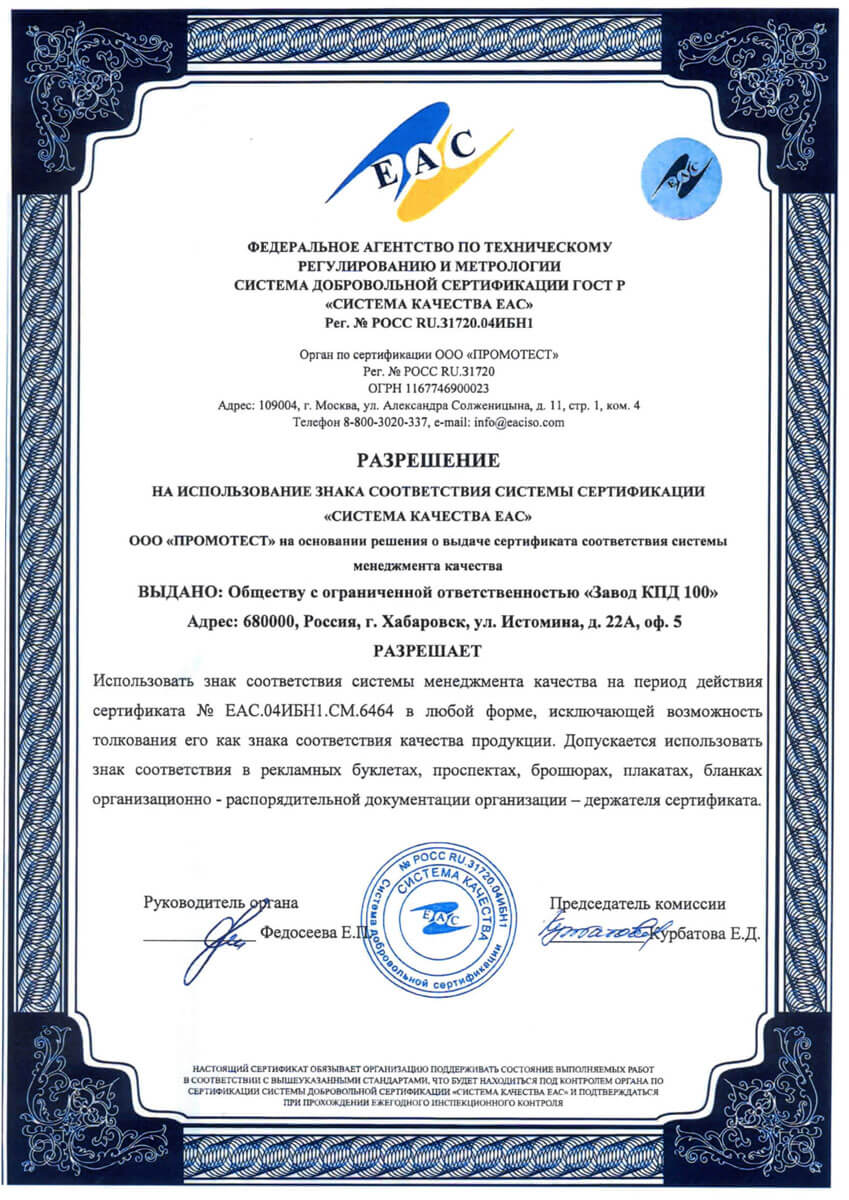 ЕАС
ЕАС
ФЕДЕРАЛЬНОЕ АГЕНТСТВО ПО ТЕХНИЧЕСКОМУ
РЕГУЛИРОВАНИЮ И МЕТРОЛОГИИ
СИСТЕМА ДОБРОВОЛЬНОЙ СЕРТИФИКАЦИИ ГОСТ Р
«СИСТЕМА КАЧЕСТВА ЕАС»
Рег. № РОСС RU.31720.04ИБН1
Орган по сертификации ООО «ПРОМОТЕСТ»
Рег. № РОСС RU.31720
ОГРН 1167746900023
Адрес: 109004, г. Москва, ул. Александра Солженицына, д. 11, стр. 1, ком. 4
Телефон 8-800-3020-337, e-mail: info@eaciso.com
РАЗРЕШЕНИЕ
НА ИСПОЛЬЗОВАНИЕ ЗНАКА СООТВЕТСТВИЯ СИСТЕМЫ СЕРТИФИКАЦИИ
«СИСТЕМА КАЧЕСТВА ЕАС»
ООО «ПРОМОТЕСТ» на основании решения о выдаче сертификата соответствия системы
менеджмента качества
ВЫДАНО: Обществу с ограниченной ответственностью «Завод КПД 100»
Адрес: 680000, Россия, г. Хабаровск, ул. Истомина, д. 22А, оф. 5
РАЗРЕШАЕТ
Использовать знак соответствия системы менеджмента качества на период действия
сертификата № ЕАС.04ИБН1.СМ.6464 в любой форме, исключающей возможность
толкования его как знака соответствия качества продукции. Допускается использовать
знак соответствия в рекламных буклетах, проспектах, брошюрах, плакатах, бланках
организационно - распорядительной документации организации – держателя сертификата.
№ РОСС RU.31720.04ИБН1
Система добровольной сертификации
СИСТЕМА КАЧЕСТВА
ЕАС
Руководитель органа
Федосеева Е.П.
Председатель комиссии
Курбатова Е.Д.
НАСТОЯЩИЙ СЕРТИФИКАТ ОБЯЗЫВАЕТ ОРГАНИЗАЦИЮ ПОДДЕРЖИВАТЬ СОСТОЯНИЕ ВЫПОЛНЯЕМЫХ РАБОТ
В СООТВЕТСТВИИ С ВЫШЕУКАЗАННЫМИ СТАНДАРТАМИ, ЧТО БУДЕТ НАХОДИТЬСЯ ПОД КОНТРОЛЕМ ОРГАНА ПО
СЕРТИФИКАЦИИ СИСТЕМЫ ДОБРОВОЛЬНОЙ СЕРТИФИКАЦИИ «СИСТЕМА КАЧЕСТВА ЕАС» И ПОДТВЕРЖДАТЬСЯ
ПРИ ПРОХОЖДЕНИИ ЕЖЕГОДНОГО ИНСПЕКЦИОННОГО КОНТРОЛЯ